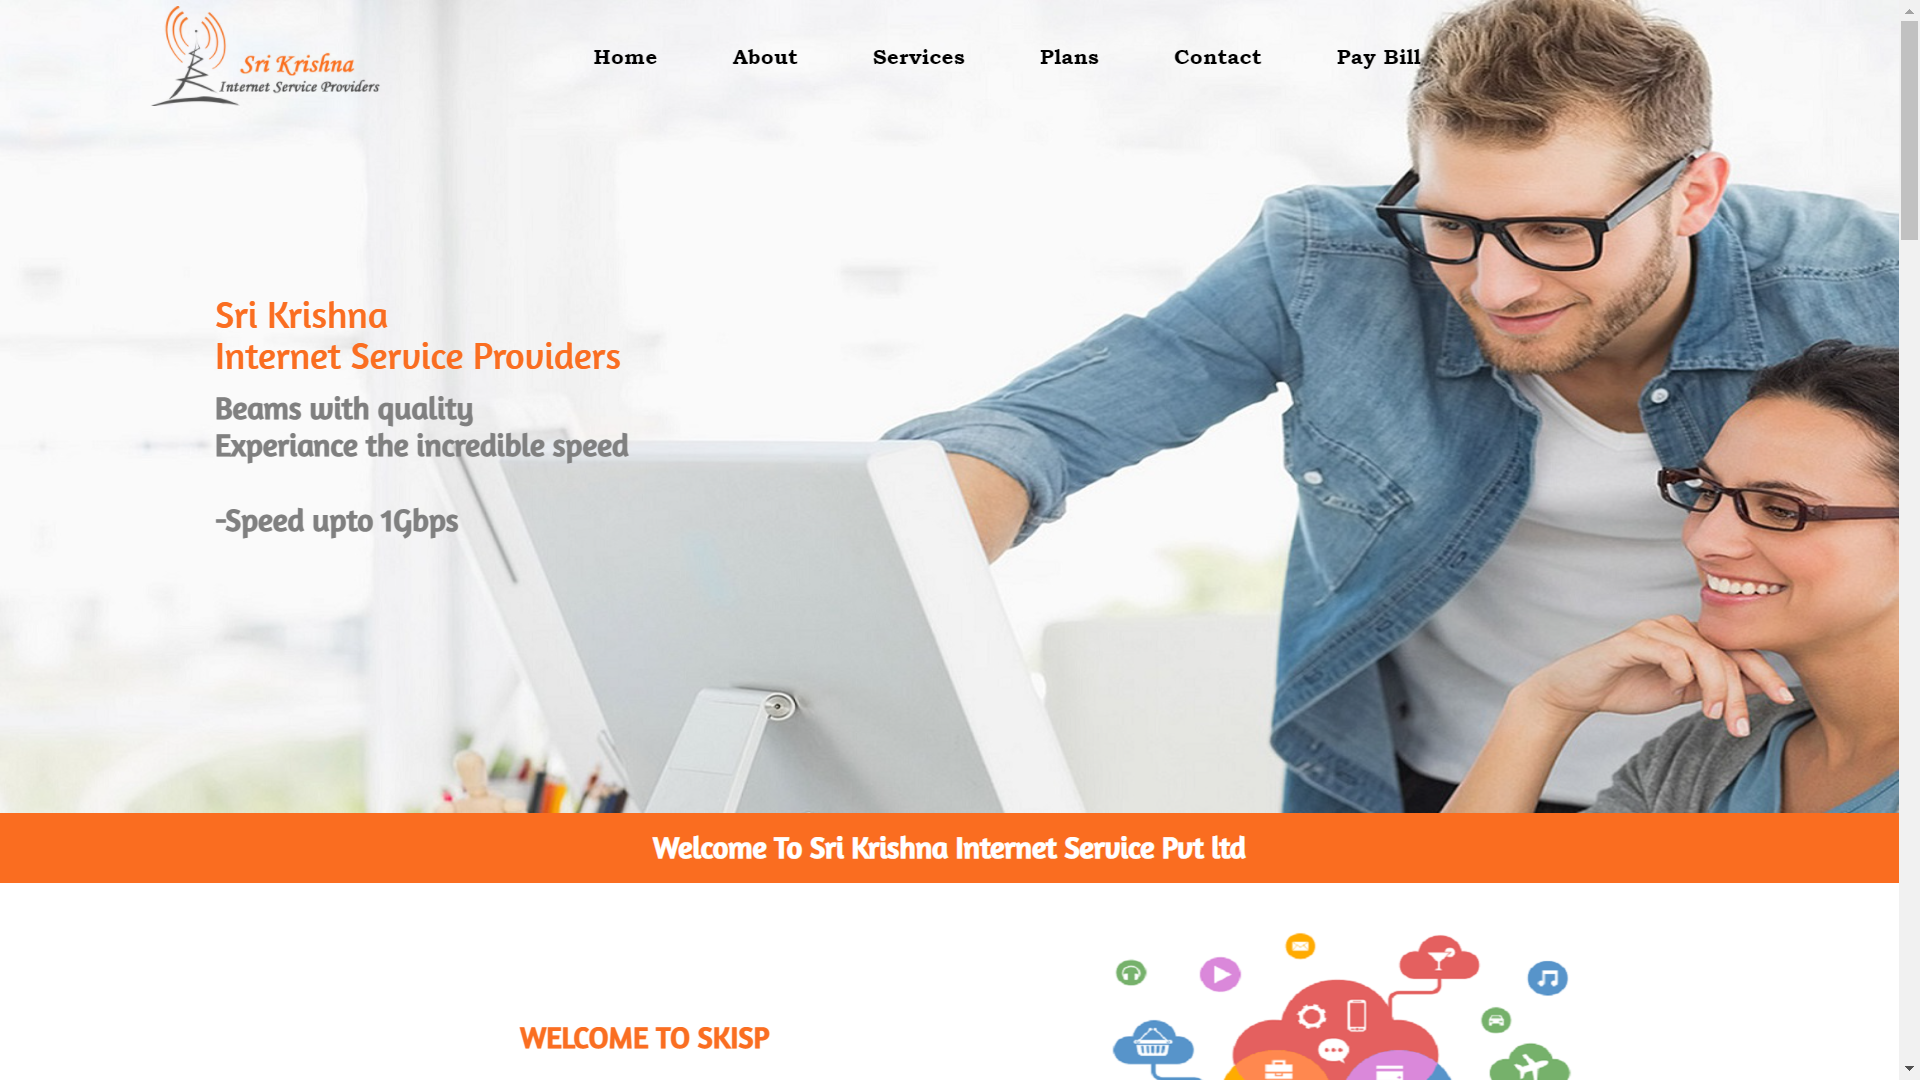 Sri Krishna
Internet Service Providers
Home
About
Services
Plans
Contact
Pay Bill
Sri Krishna
Internet Service Providers
Beams with quality
Experiance the incredible speed
-Speed upto 1Gbps
Welcome To Sri Krishna Internet Service Pvt ltd
WELCOME TO SKISP